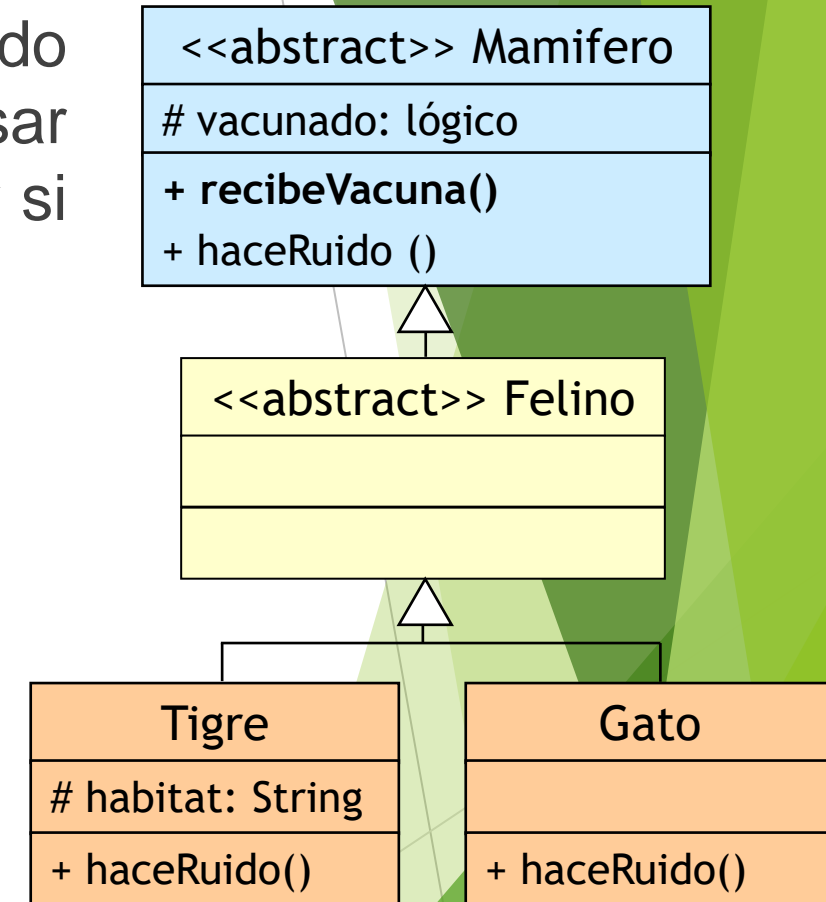 do
sar
si
<<abstract>> Mamifero
# vacunado: lógico
+ recibeVacuna()
+ haceRuido ()
<<abstract>> Felino
Tigre
# habitat: String
+ haceRuido()
Gato
+ haceRuido()